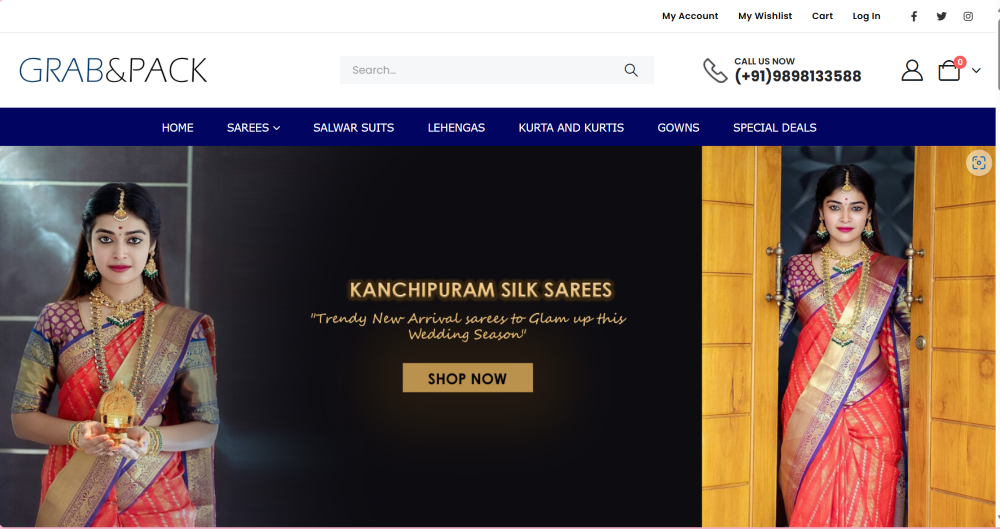 My Account My Wishlist Cart Log In
GRAB&PACK
Search...
CALL US NOW
(+91)9898133588
0
HOME SAREES SALWAR SUITS LEHENGAS KURTA AND KURTIS GOWNS SPECIAL DEALS
KANCHIPURAM SILK SAREES
"Trendy New Arrival sarees to Glam up this
Wedding Season"
SHOP NOW